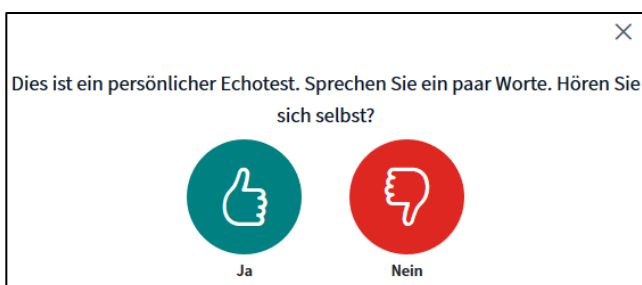 Dies ist ein persönlicher Echotest. Sprechen Sie ein paar Worte. Hören Sie
sich selbst?
Ja
Nein